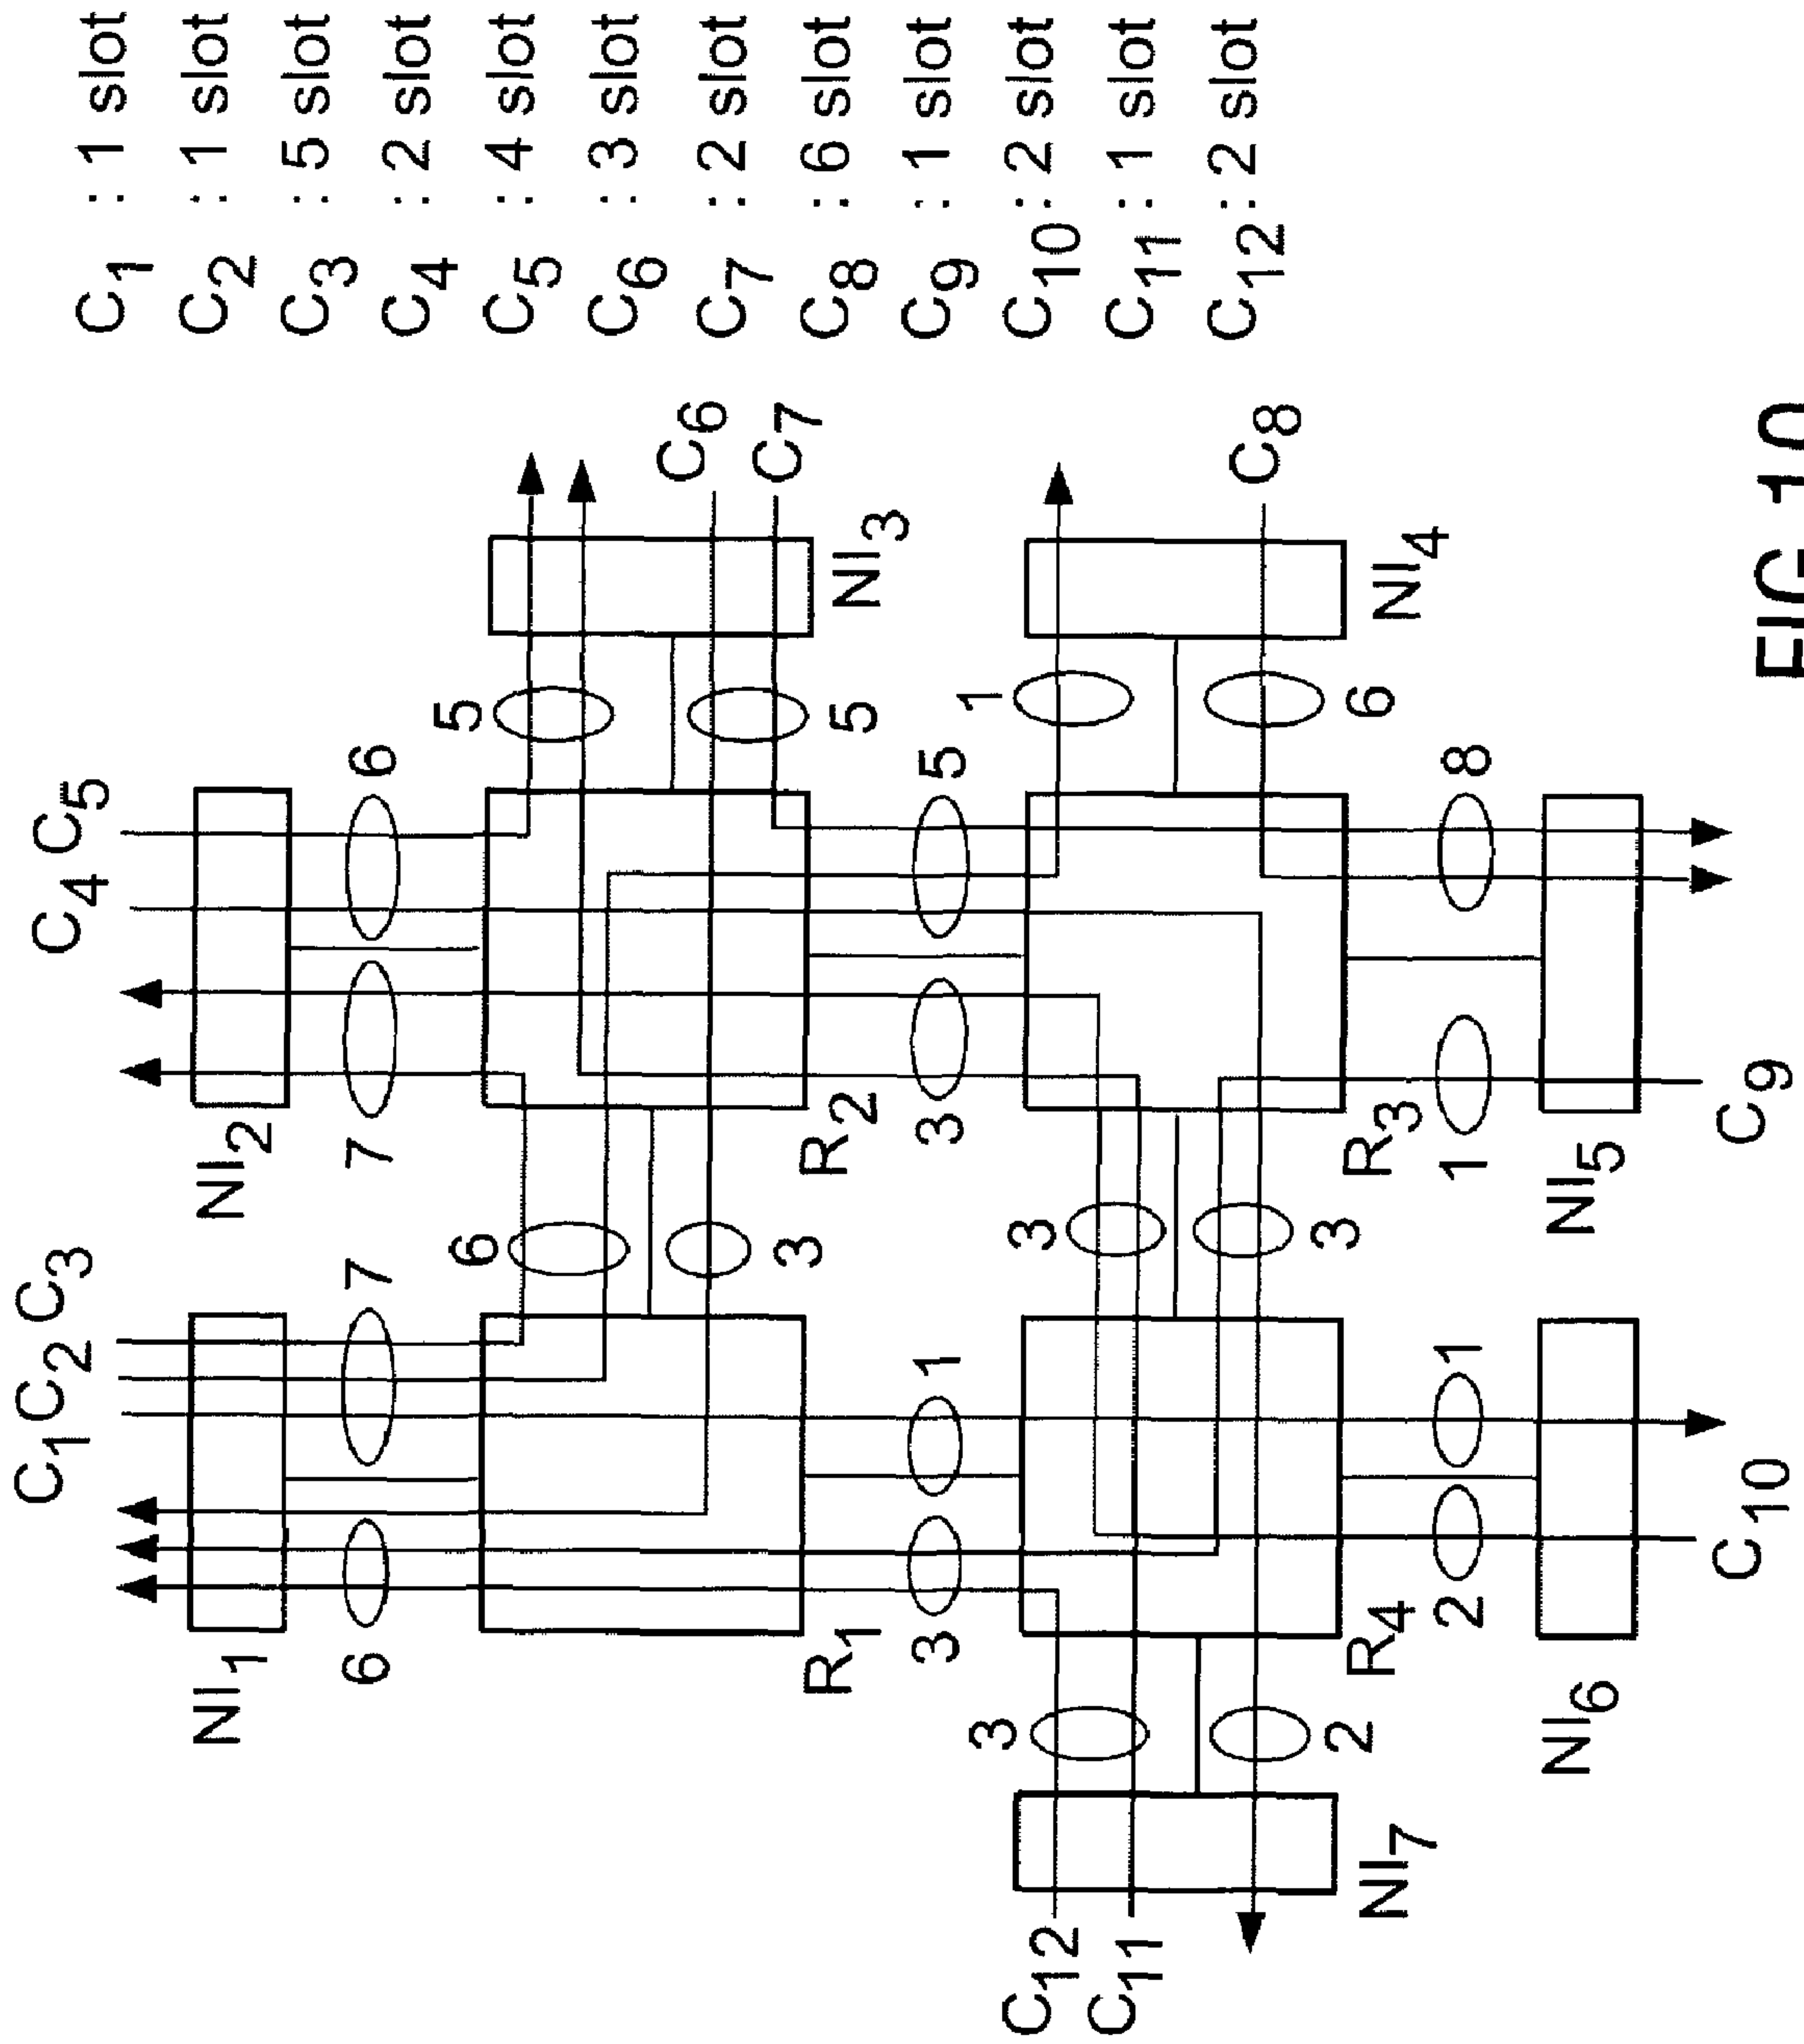 C1 : 1 slot
C2 : 1 slot
C3 : 5 slot
C4 : 2 slot
C5 : 4 slot
C6 : 3 slot
C7 : 2 slot
C8 : 6 slot
C9 : 1 slot
C10 : 2 slot
C11 : 1 slot
C12 : 2 slot
C1 C2 C3
C4 C5
NI1
NI2
6
7
7
6
6
5
C6
C7
3
5
NI3
R1
R2
3
1
3
5
C12
C11
3
3
1
C8
2
3
6
NI4
NI7
R4
R3
2
1
1
8
NI6
NI5
C10
C9
FIG 10